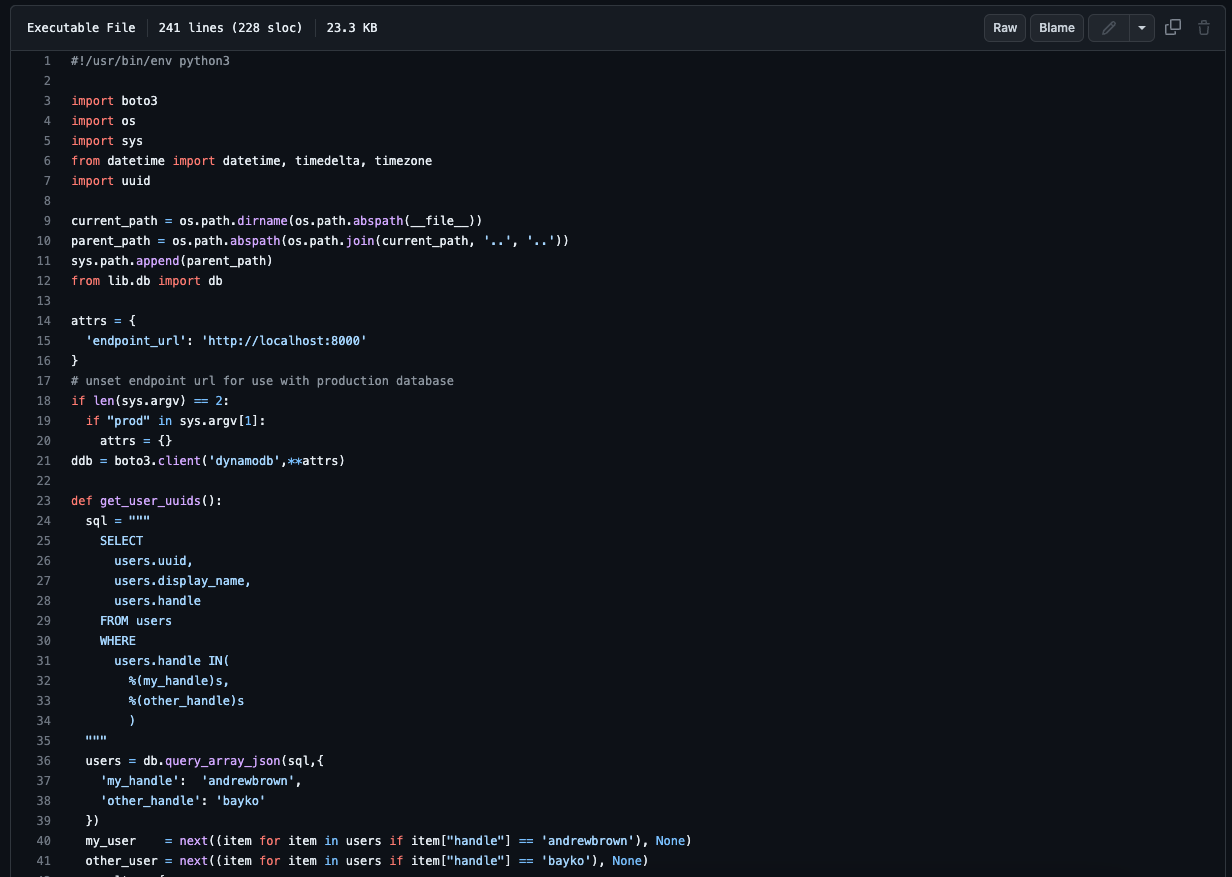 Executable File 241 lines (228 sloc) 23.3 KB Raw Blame
1 #!/usr/bin/env python3
2
3 import boto3
4 import os
5 import sys
6 from datetime import datetime, timedelta, timezone
7 import uuid
8
9 current_path = os.path.dirname(os.path.abspath(__file__))
10 parent_path = os.path.abspath(os.path.join(current_path, '..', '..'))
11 sys.path.append(parent_path)
12 from lib.db import db
13
14 attrs = {
15   'endpoint_url': 'http://localhost:8000'
16 }
17 # unset endpoint url for use with production database
18 if len(sys.argv) == 2:
19   if "prod" in sys.argv[1]:
20     attrs = {}
21 ddb = boto3.client('dynamodb',**attrs)
22
23 def get_user_uuids():
24   sql = """
25     SELECT
26       users.uuid,
27       users.display_name,
28       users.handle
29     FROM users
30     WHERE
31       users.handle IN(
32         %(my_handle)s,
33         %(other_handle)s
34         )
35   """
36   users = db.query_array_json(sql,{
37     'my_handle':  'andrewbrown',
38     'other_handle': 'bayko'
39   })
40   my_user    = next((item for item in users if item["handle"] == 'andrewbrown'), None)
41   other_user = next((item for item in users if item["handle"] == 'bayko'), None)